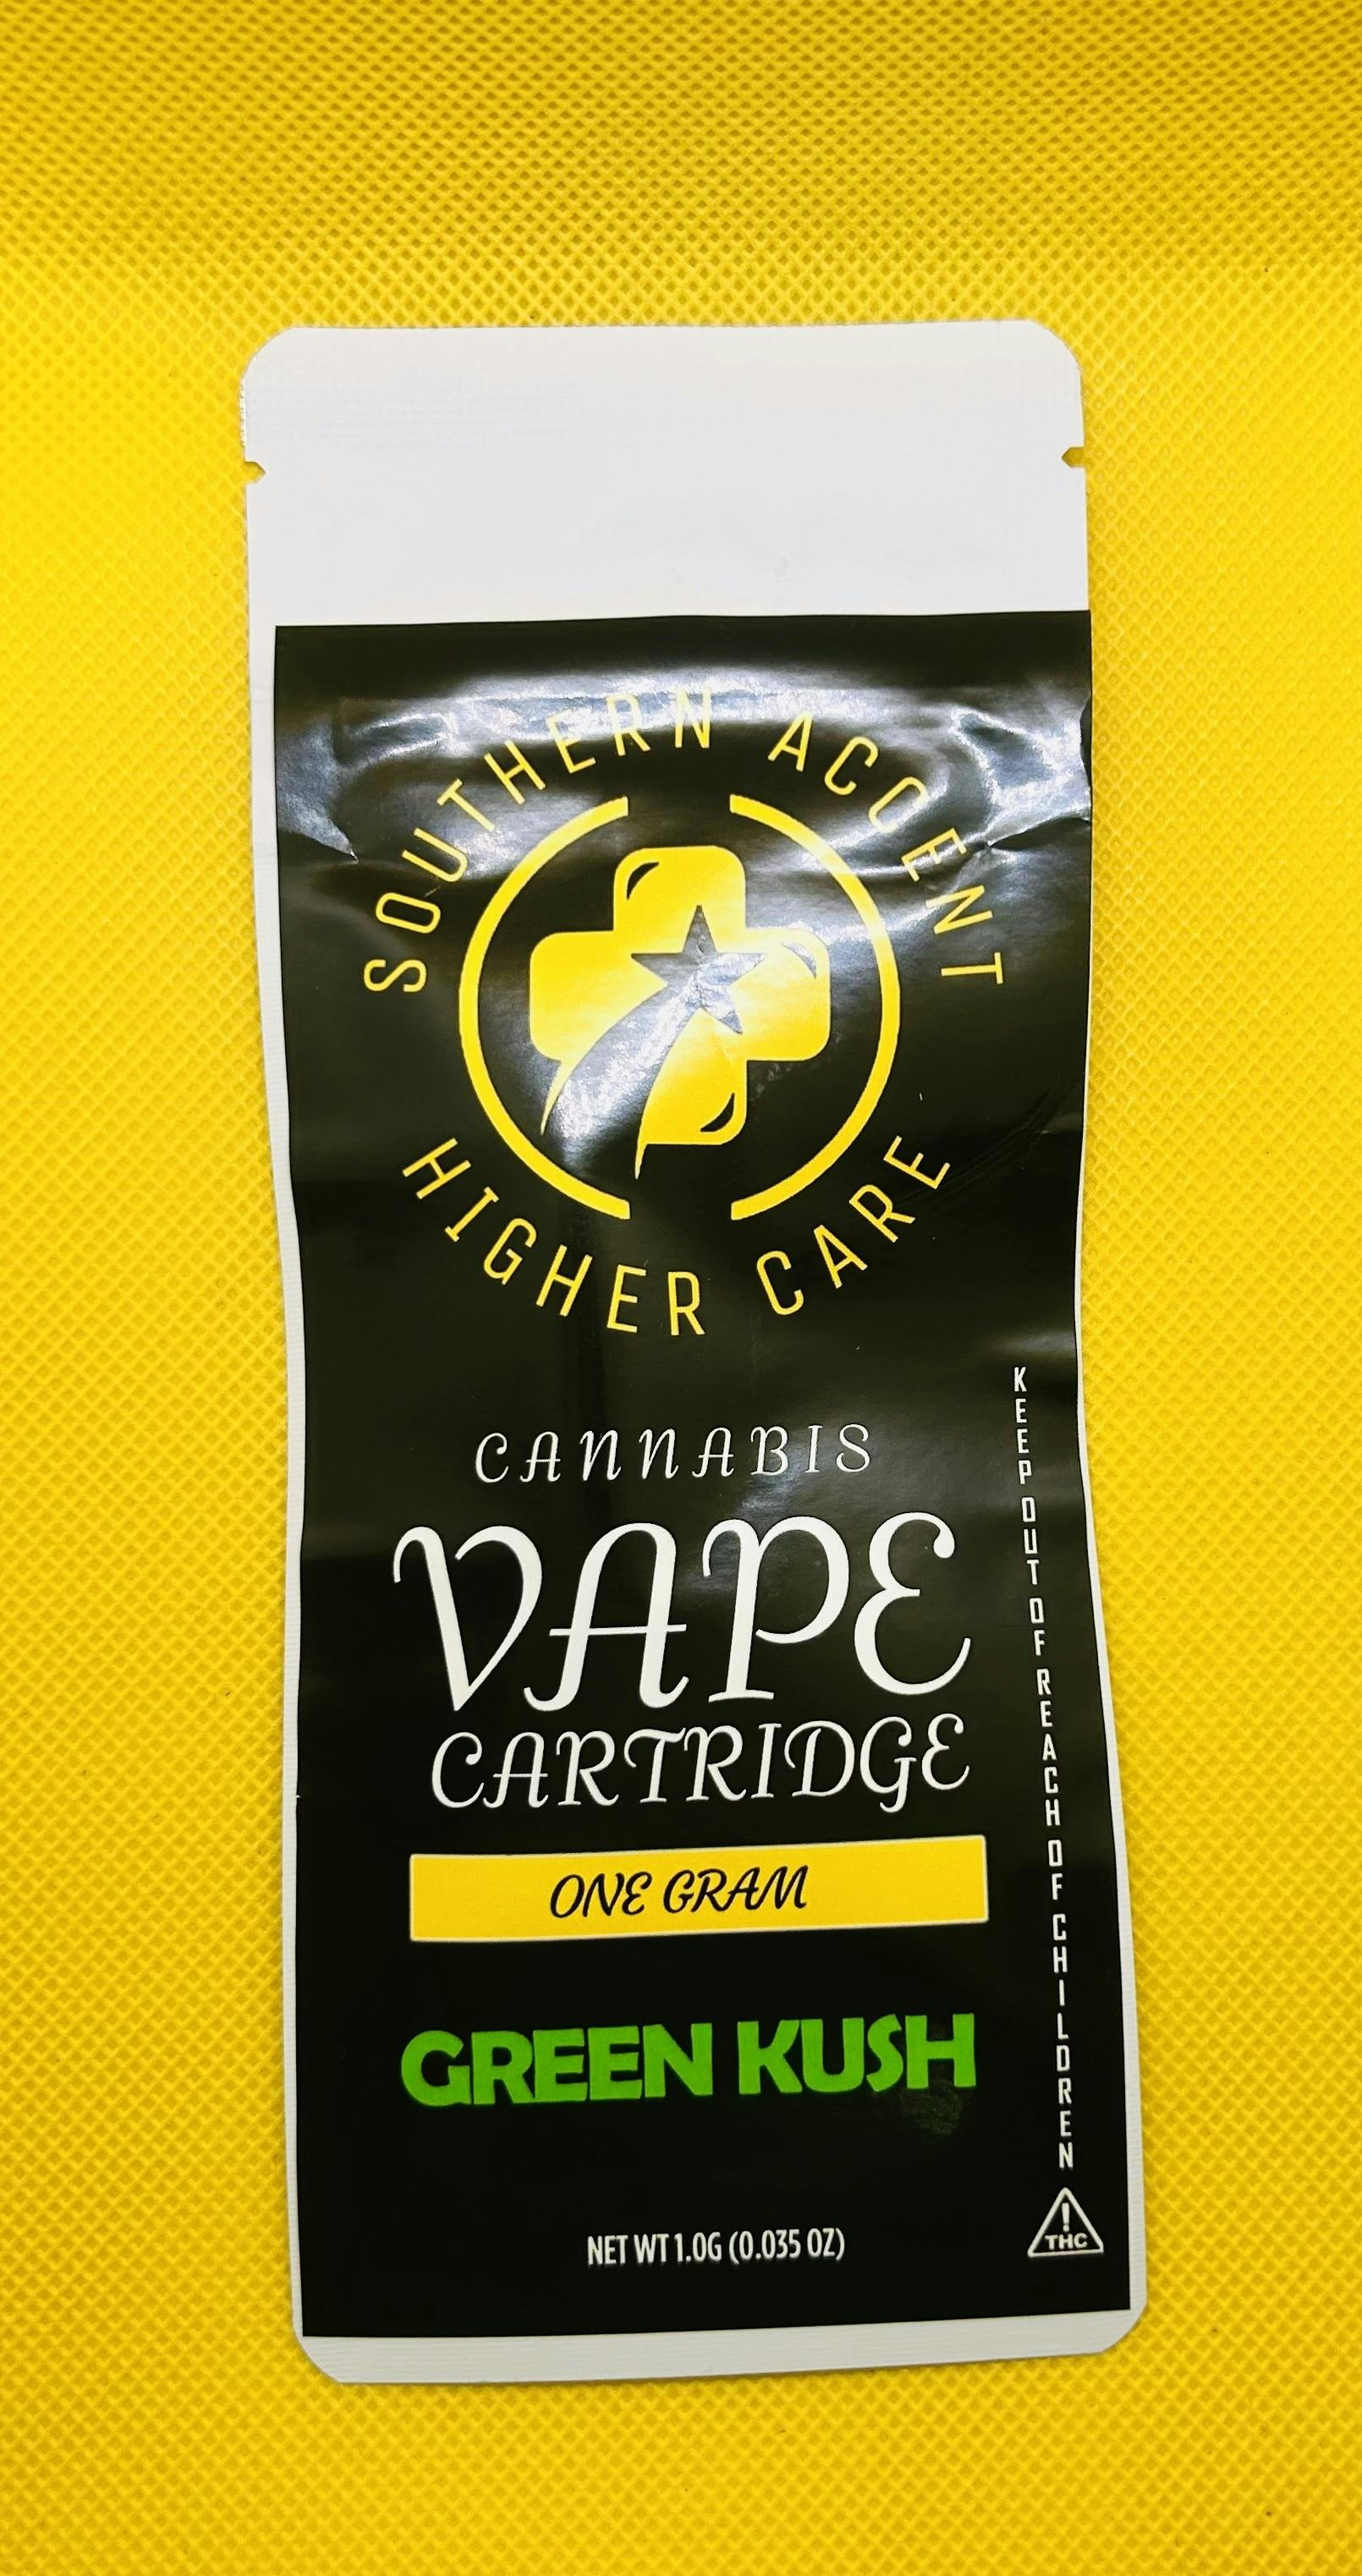 SOUTHERN ACCENT
HIGHER CARE
CANNABIS
VAPE
CARTRIDGE
ONE GRAM
GREEN KUSH
NET WT 1.0G (0.035 OZ)
KEEP OUT OF REACH OF CHILDREN
!
THC